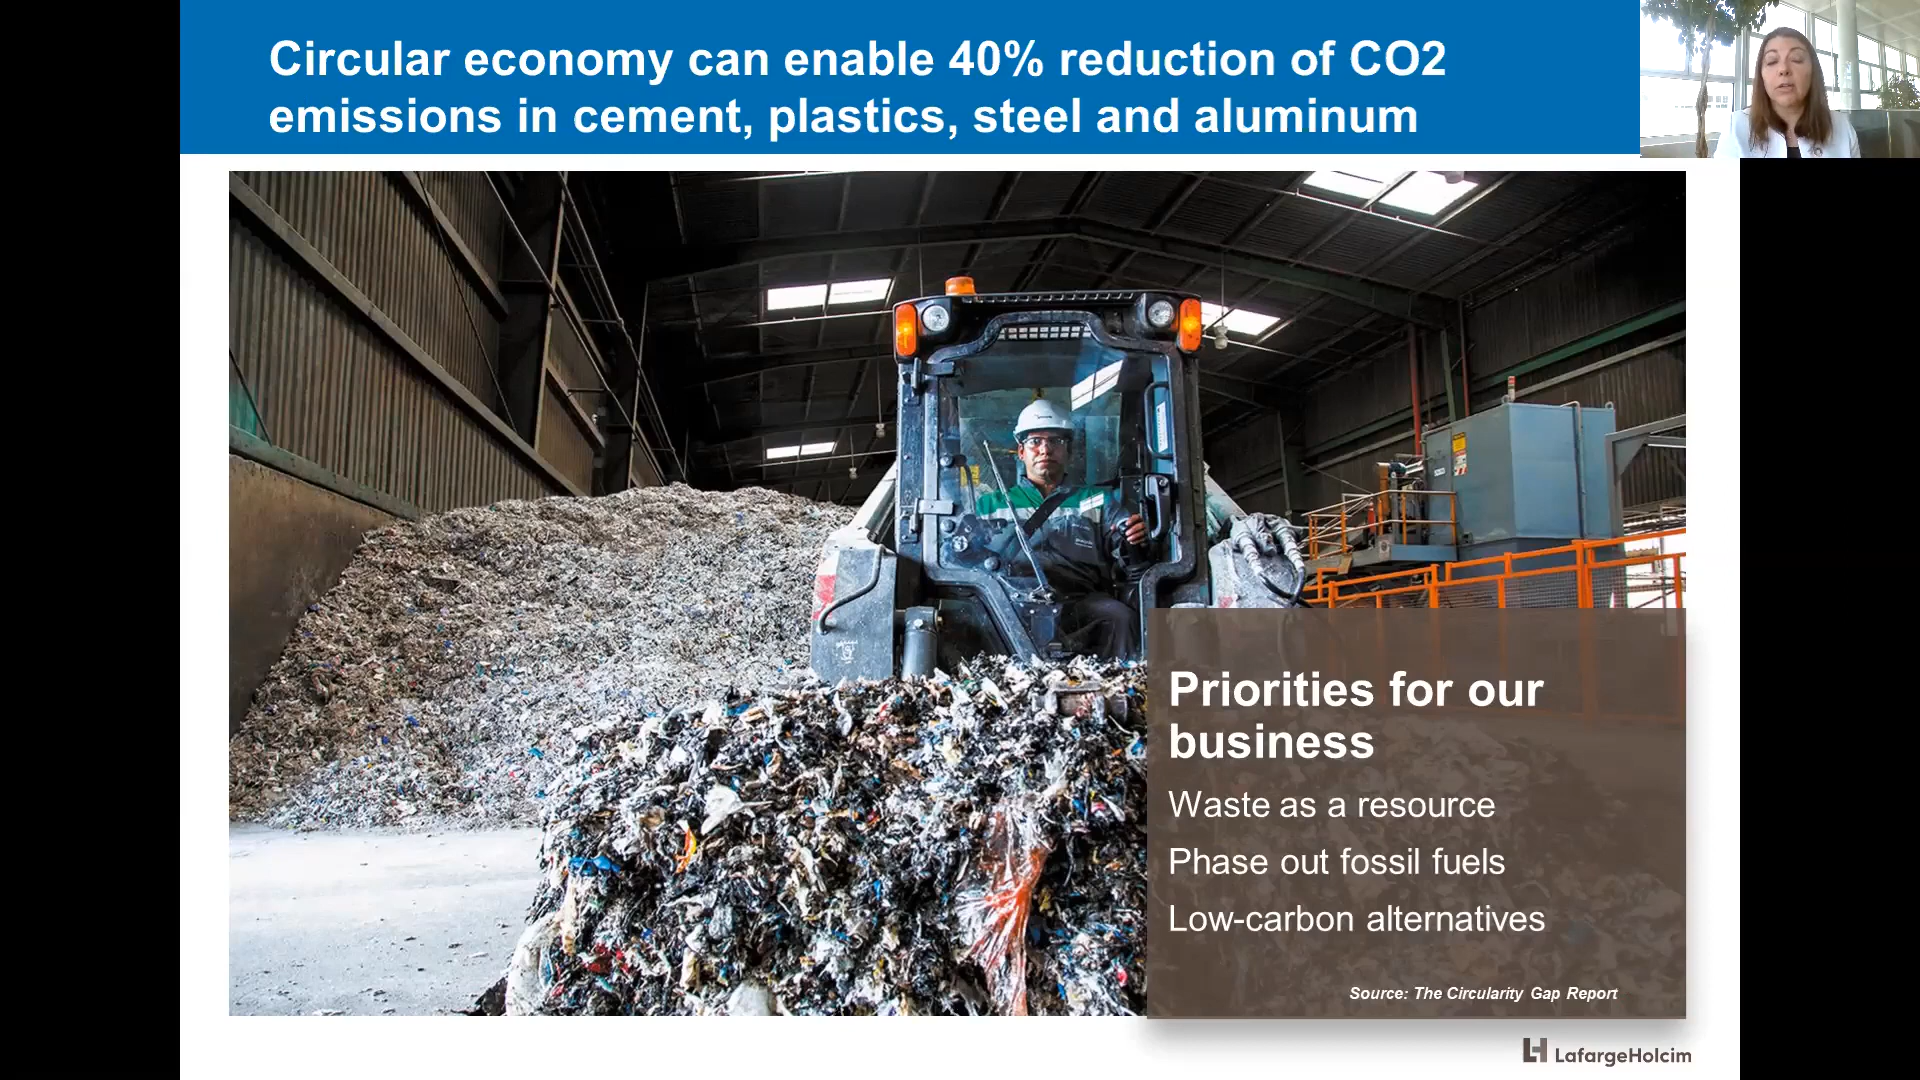 Circular economy can enable 40% reduction of CO2
emissions in cement, plastics, steel and aluminum
Priorities for our
business
Waste as a resource
Phase out fossil fuels
Low-carbon alternatives
Source: The Circularity Gap Report
LafargeHolcim